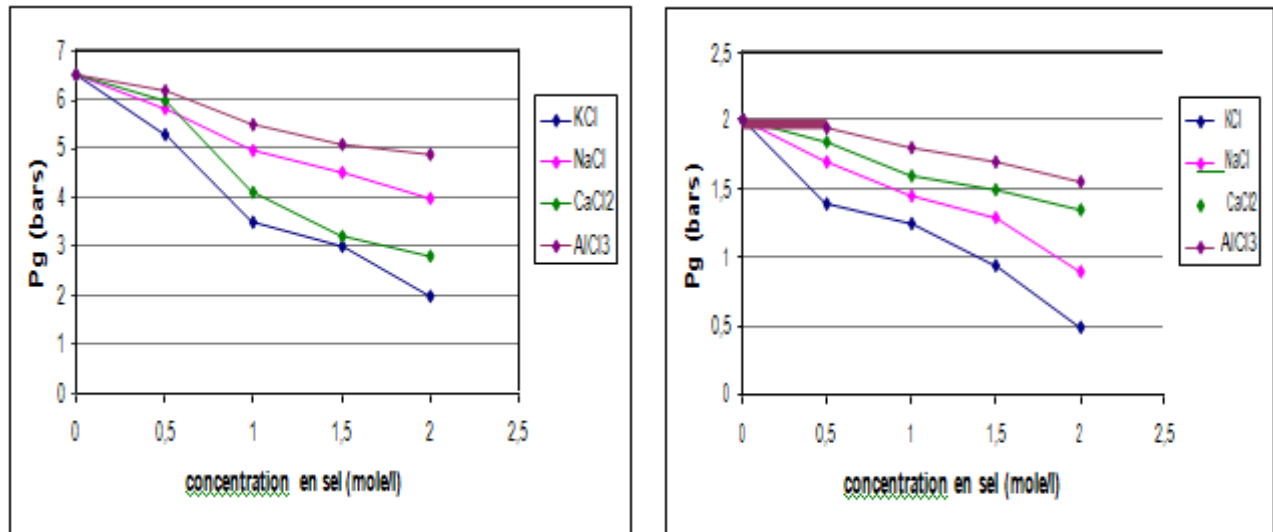 7
6
5
4
3
2
1
0
Pg (bars)
0 0,5 1 1,5 2 2,5
concentration en sel (mole/l)
KCl
NaCl
CaCl2
AlCl3
2,5
2
1,5
1
0,5
0
Pg (bars)
0 0,5 1 1,5 2 2,5
concentration en sel (mole/l)
KCl
NaCl
CaCl2
AlCl3